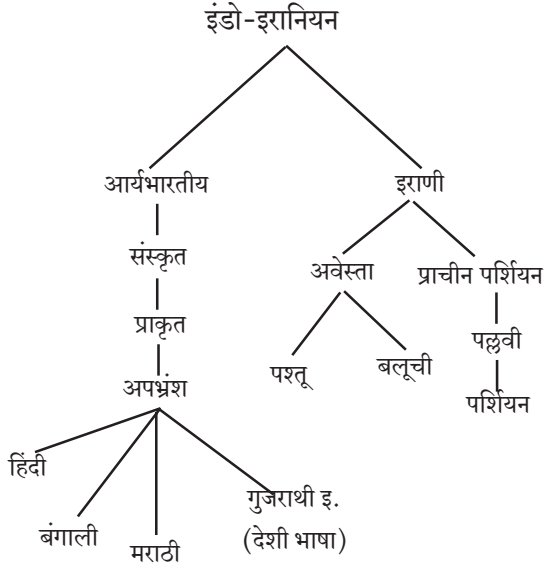 इंडो-इरानियन
आर्यभारतीय
इराणी
संस्कृत
अवेस्ता
प्राचीन पर्शियन
प्राकृत
पल्लवी
पश्तू
बलूची
अपभ्रंश
पर्शियन
हिंदी
गुजराथी इ.
बंगाली
मराठी
(देशी भाषा)